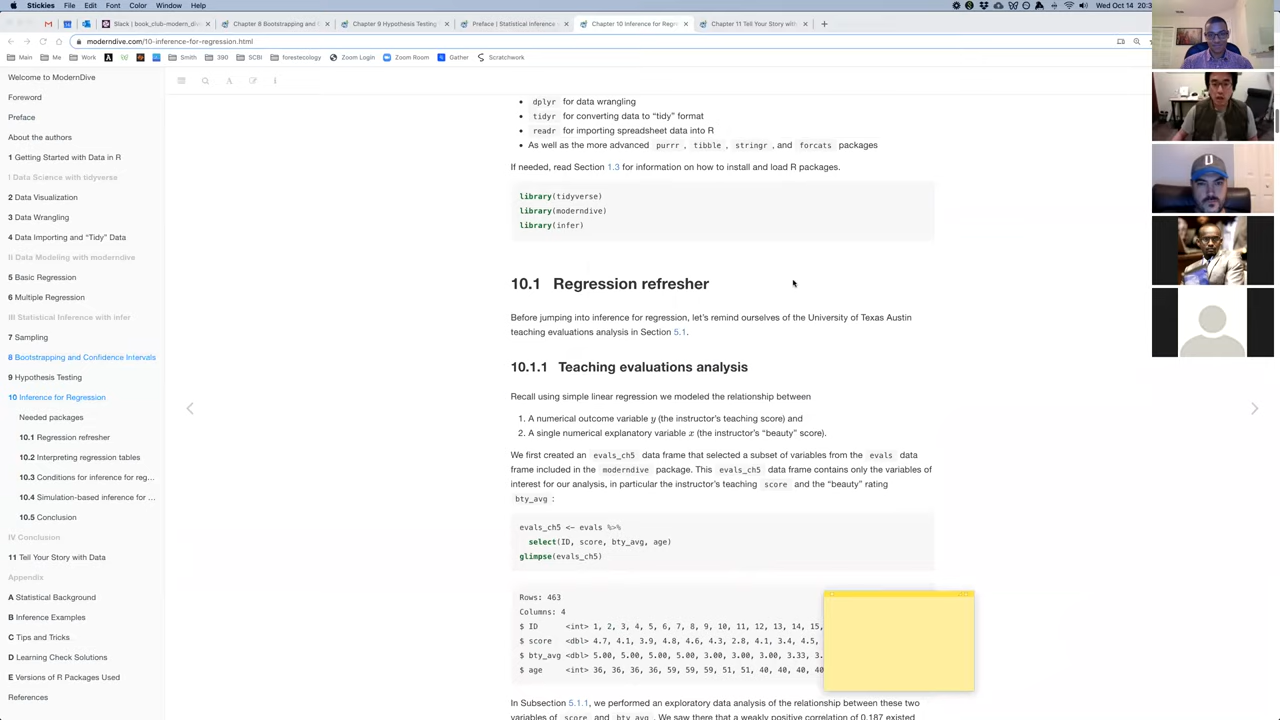 Stickies File Edit Font Color Note Window Help
Wed Oct 14
Slack | book_club-modern_div
Chapter 8 Bootstrapping and
Chapter 9 Hypothesis Testing
Preface | Statistical Inference
Chapter 10 Inference for Regr
Chapter 11 Tell Your Story with
moderndive.com/10-inference-for-regression.html
Main Me Work Smith 390 SCBI forestecology Zoom Login Zoom Room Gather Scratchwork
Welcome to ModernDive
Foreword
Preface
About the authors
1 Getting Started with Data in R
I Data Science with tidyverse
2 Data Visualization
3 Data Wrangling
4 Data Importing and “Tidy” Data
II Data Modeling with moderndive
5 Basic Regression
6 Multiple Regression
III Statistical Inference with infer
7 Sampling
8 Bootstrapping and Confidence Intervals
9 Hypothesis Testing
10 Inference for Regression
Needed packages
10.1 Regression refresher
10.2 Interpreting regression tables
10.3 Conditions for inference for reg...
10.4 Simulation-based inference for ...
10.5 Conclusion
IV Conclusion
11 Tell Your Story with Data
Appendix
A Statistical Background
B Inference Examples
C Tips and Tricks
D Learning Check Solutions
E Versions of R Packages Used
References
• dplyr for data wrangling
• tidyr for converting data to “tidy” format
• readr for importing spreadsheet data into R
• As well as the more advanced purrr , tibble , stringr , and forcats packages
If needed, read Section 1.3 for information on how to install and load R packages.
library(tidyverse)
library(moderndive)
library(infer)
10.1 Regression refresher
Before jumping into inference for regression, let’s remind ourselves of the University of Texas Austin
teaching evaluations analysis in Section 5.1.
10.1.1 Teaching evaluations analysis
Recall using simple linear regression we modeled the relationship between
1. A numerical outcome variable y (the instructor’s teaching score) and
2. A single numerical explanatory variable x (the instructor’s “beauty” score).
We first created an evals_ch5 data frame that selected a subset of variables from the evals data
frame included in the moderndive package. This evals_ch5 data frame contains only the variables of
interest for our analysis, in particular the instructor’s teaching score and the “beauty” rating
bty_avg :
evals_ch5 <- evals %>%
select(ID, score, bty_avg, age)
glimpse(evals_ch5)
Rows: 463
Columns: 4
$ ID <int> 1, 2, 3, 4, 5, 6, 7, 8, 9, 10, 11, 12, 13, 14, 15,
$ score <dbl> 4.7, 4.1, 3.9, 4.8, 4.6, 4.3, 2.8, 4.1, 3.4, 4.5,
$ bty_avg <dbl> 5.00, 5.00, 5.00, 5.00, 3.00, 3.00, 3.00, 3.33, 3.
$ age <int> 36, 36, 36, 36, 59, 59, 59, 51, 51, 40, 40, 40, 40
In Subsection 5.1.1, we performed an exploratory data analysis of the relationship between these two
variables of score and bty_avg . We saw there that a weakly positive correlation of 0.187 existed